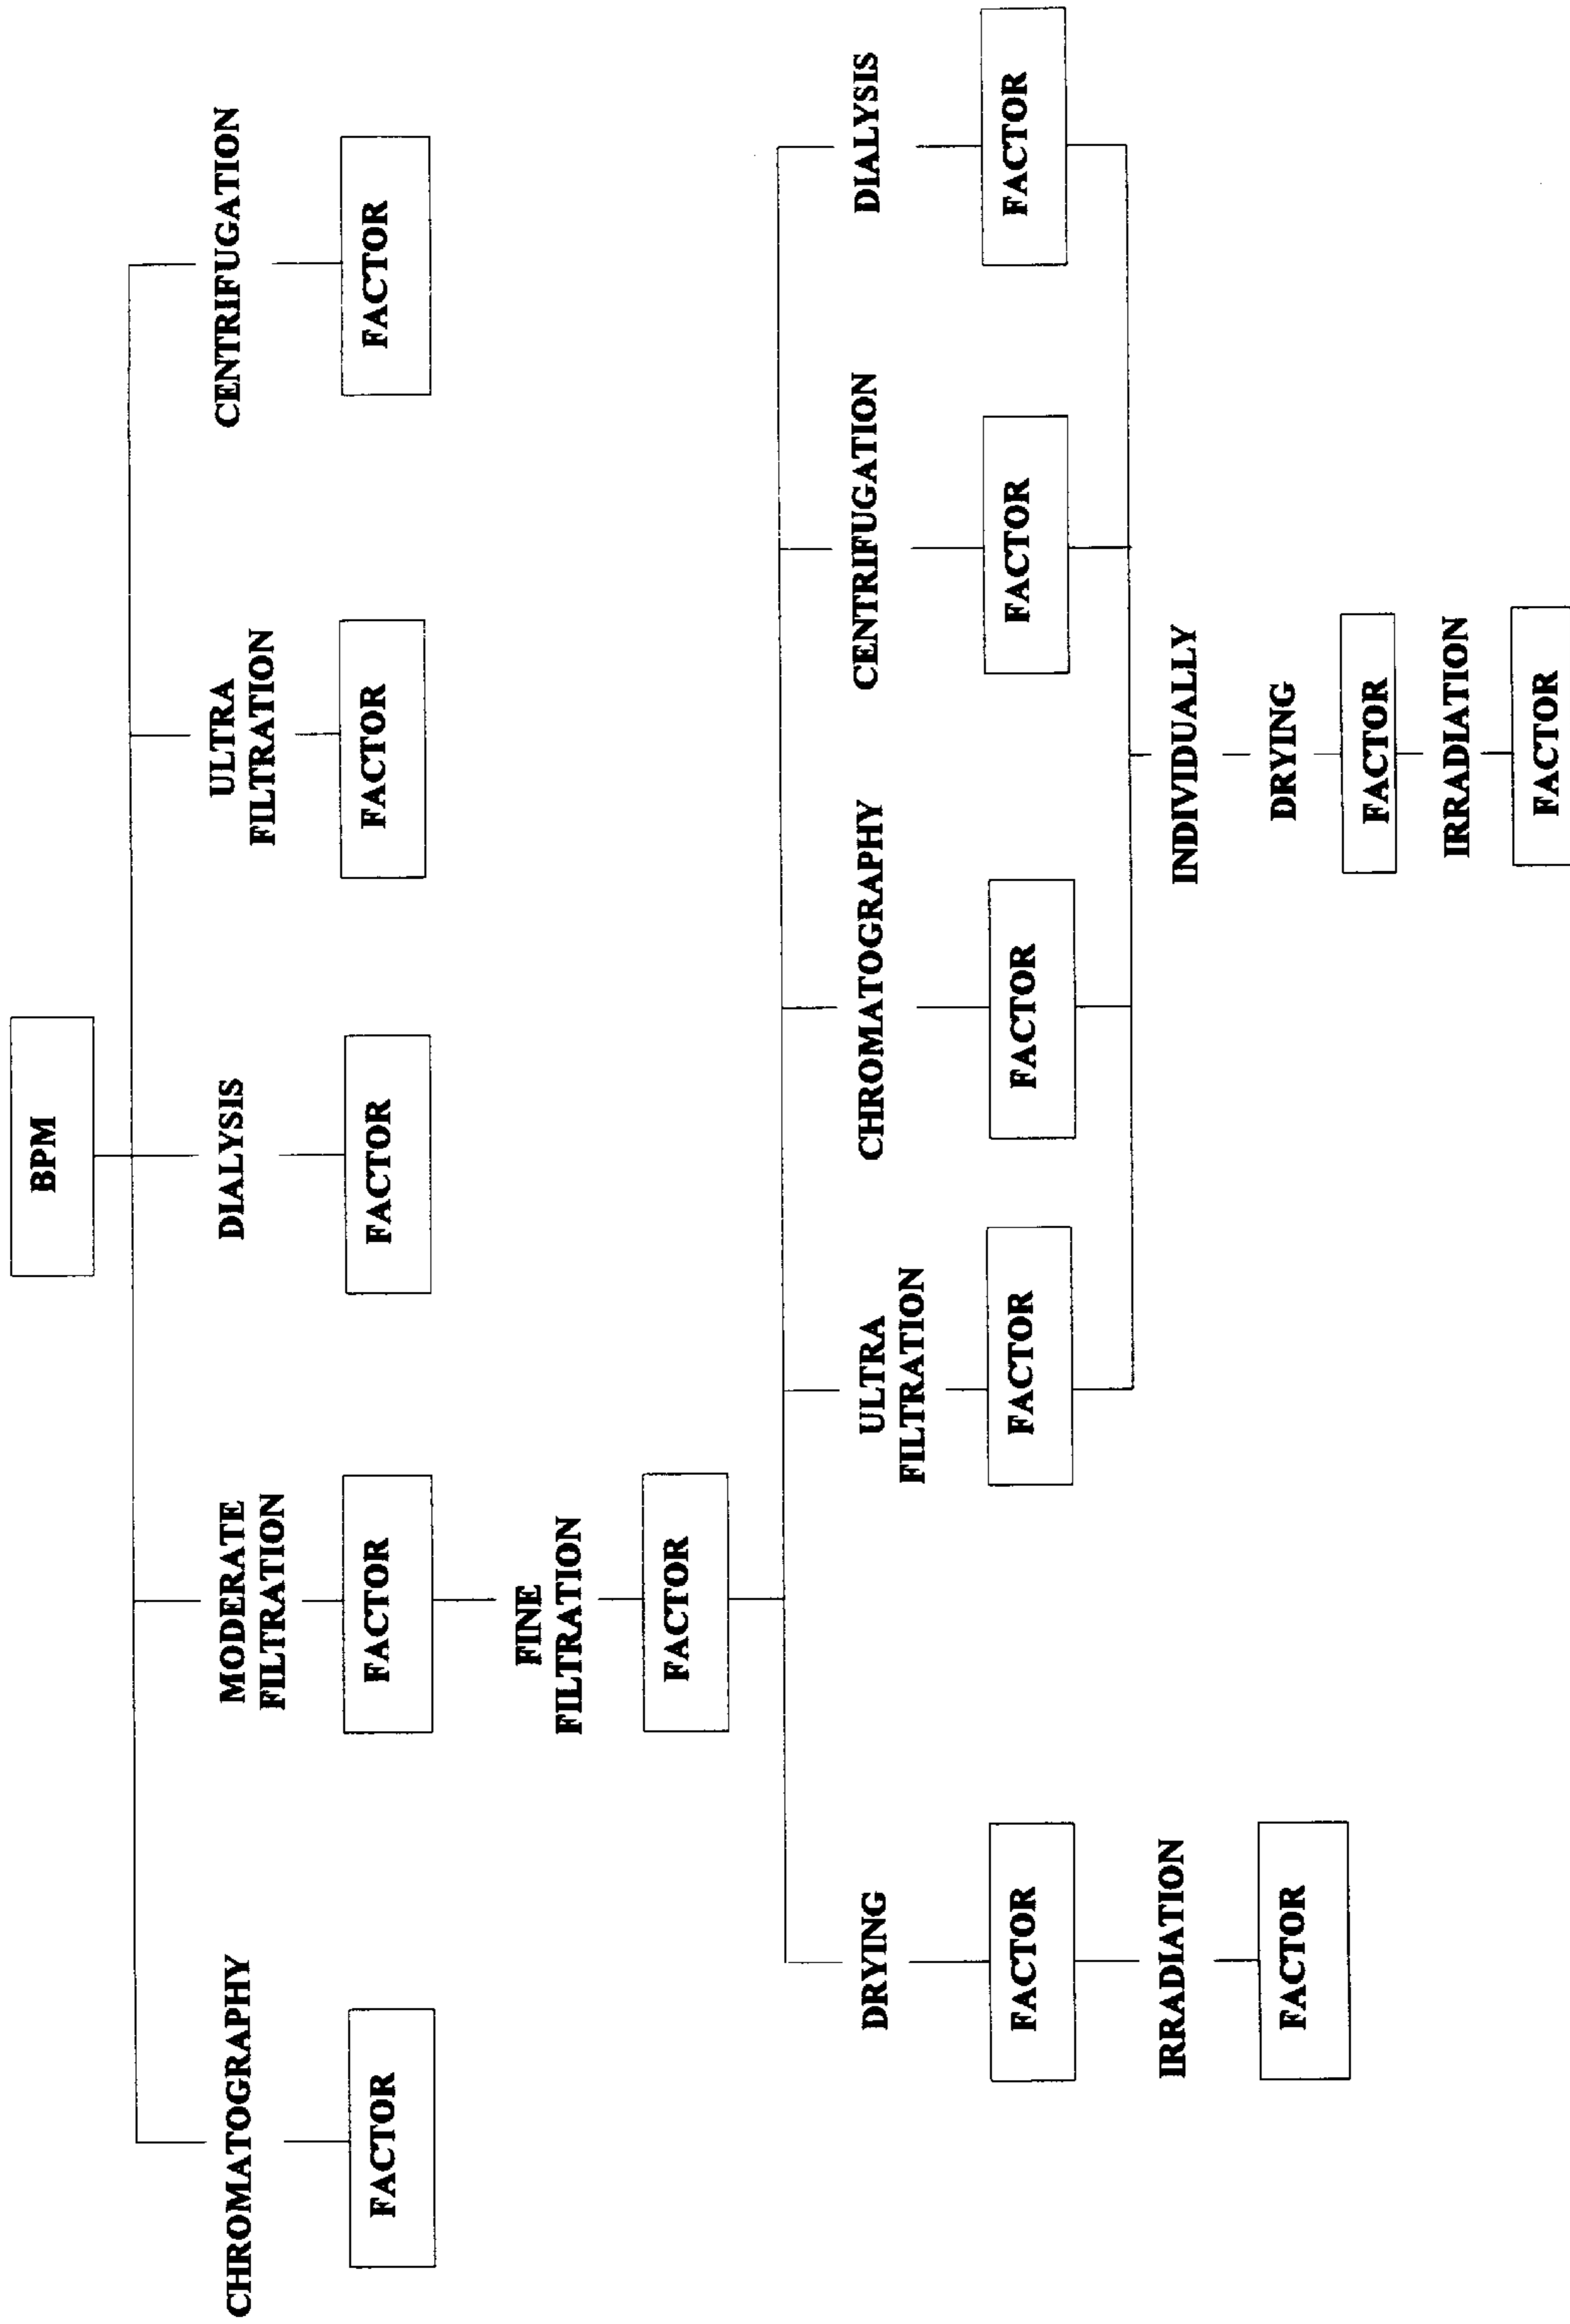 BPM
CHROMATOGRAPHY
MODERATE
FILTRATION
DIALYSIS
ULTRA
FILTRATION
CENTRIFUGATION
FACTOR
FACTOR
FACTOR
FACTOR
FACTOR
FINE
FILTRATION
FACTOR
DRYING
ULTRA
FILTRATION
CHROMATOGRAPHY
CENTRIFUGATION
DIALYSIS
FACTOR
FACTOR
FACTOR
FACTOR
FACTOR
IRRADIATION
INDIVIDUALLY
FACTOR
DRYING
FACTOR
IRRADIATION
FACTOR